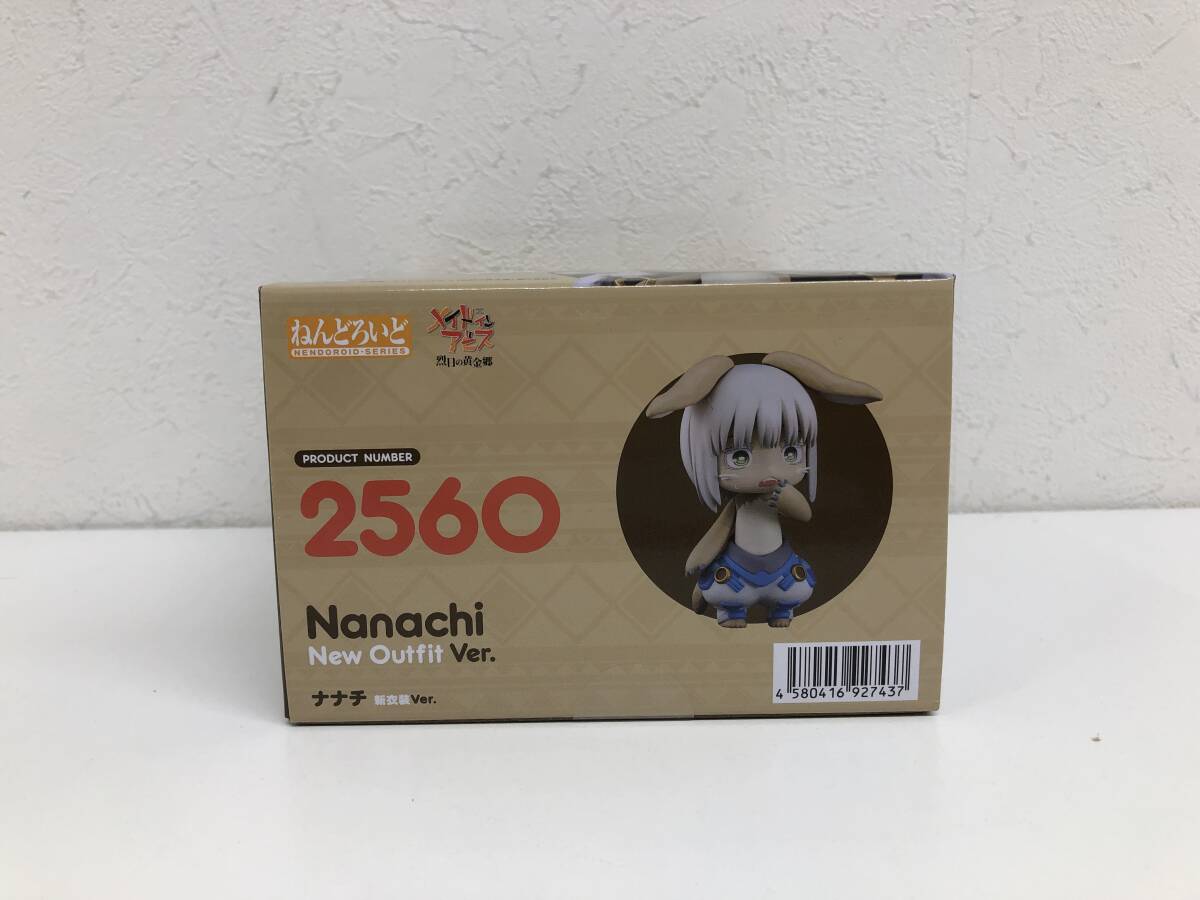 ねんどろいど
NENDOROID-SERIES
メイドイン
アビス
烈日の黄金郷
PRODUCT NUMBER
2560
Nanachi
New Outfit Ver.
ナナチ 新衣装Ver.
4 580416 927437